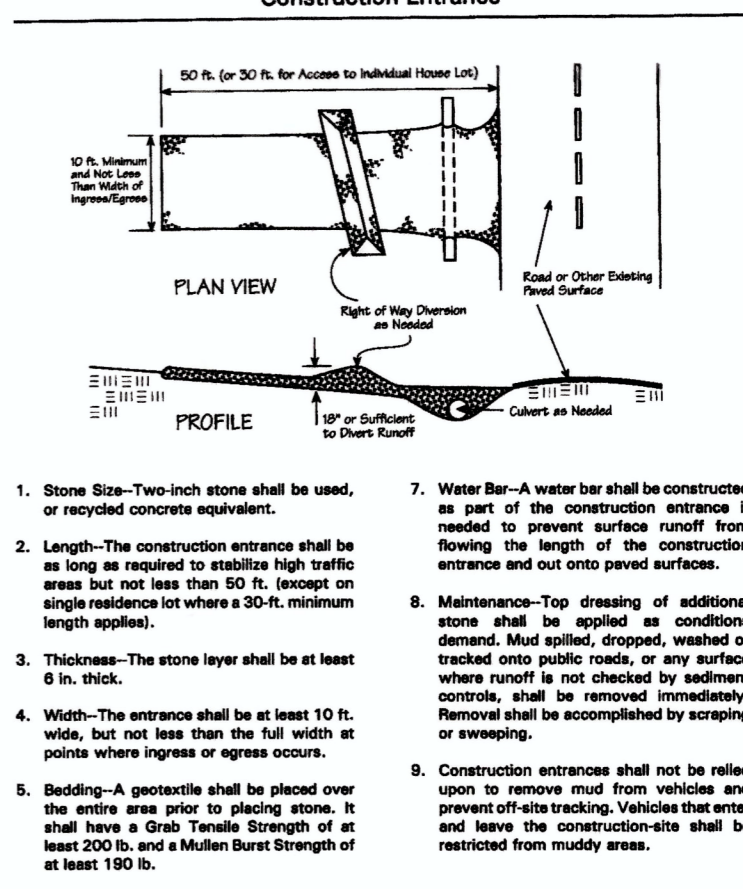 Construction Entrance
50 ft. (or 30 ft. for Access to Individual House Lot)
10 ft. Minimum
and Not Less
Than Width of
Ingress/Egress
PLAN VIEW
Right of Way Diversion
as Needed
Road or Other Existing
Paved Surface
PROFILE
18" or Sufficient
to Divert Runoff
Culvert as Needed
1. Stone Size--Two-inch stone shall be used,
or recycled concrete equivalent.
2. Length--The construction entrance shall be
as long as required to stabilize high traffic
areas but not less than 50 ft. (except on
single residence lot where a 30-ft. minimum
length applies).
3. Thickness--The stone layer shall be at least
6 in. thick.
4. Width--The entrance shall be at least 10 ft.
wide, but not less than the full width at
points where ingress or egress occurs.
5. Bedding--A geotextile shall be placed over
the entire area prior to placing stone. It
shall have a Grab Tensile Strength of at
least 200 lb. and a Mullen Burst Strength of
at least 190 lb.
7. Water Bar--A water bar shall be constructed
as part of the construction entrance i
needed to prevent surface runoff from
flowing the length of the construction
entrance and out onto paved surfaces.
8. Maintenance--Top dressing of additiona
stone shall be applied as condition
demand. Mud spilled, dropped, washed o
tracked onto public roads, or any surface
where runoff is not checked by sedimen
controls, shall be removed immediately
Removal shall be accomplished by scraping
or sweeping.
9. Construction entrances shall not be relied
upon to remove mud from vehicles and
prevent off-site tracking. Vehicles that ente
and leave the construction-site shall b
restricted from muddy areas.